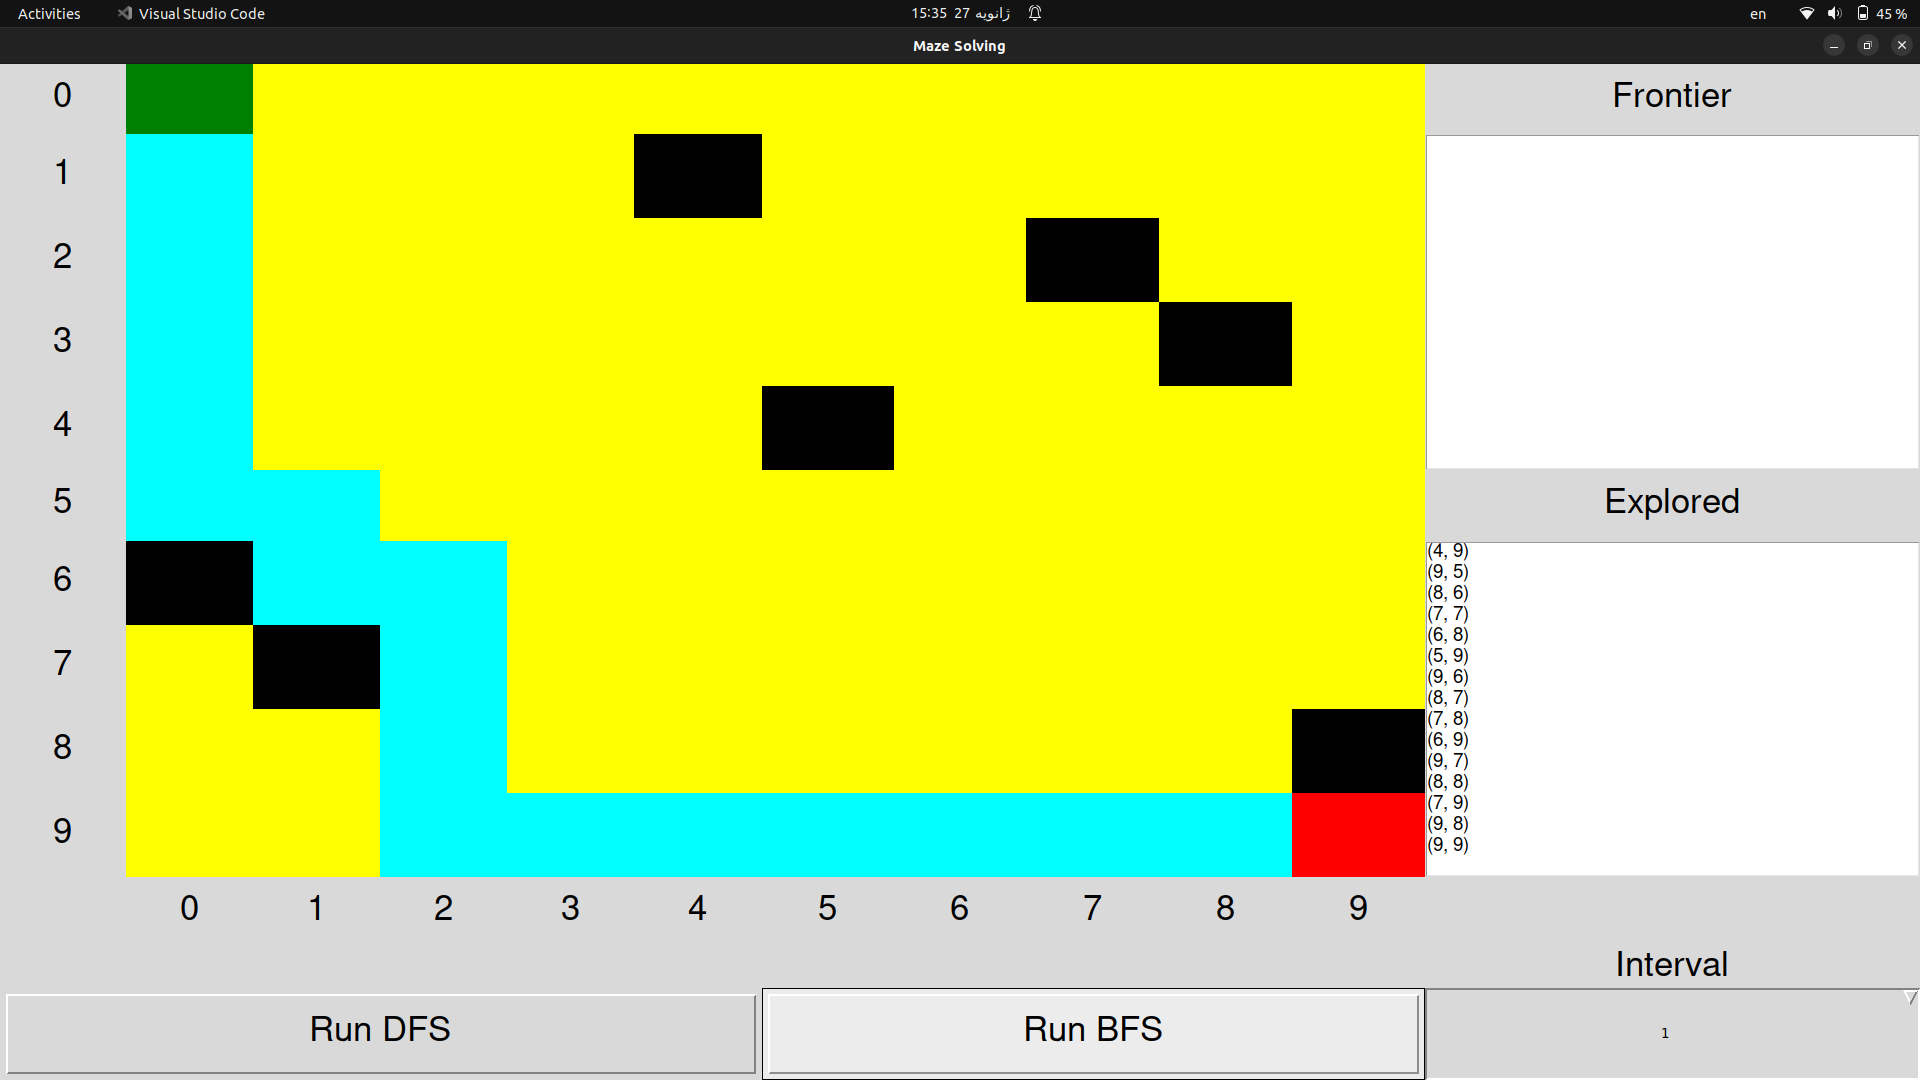 Activities
Visual Studio Code
15:35 27 ژانویه
en
45 %
Maze Solving
0
1
2
3
4
5
6
7
8
9
0 1 2 3 4 5 6 7 8 9
Frontier
Explored
(4, 9)
(9, 5)
(8, 6)
(7, 7)
(6, 8)
(5, 9)
(9, 6)
(8, 7)
(7, 8)
(6, 9)
(9, 7)
(8, 8)
(7, 9)
(9, 8)
(9, 9)
Interval
Run DFS
Run BFS
1